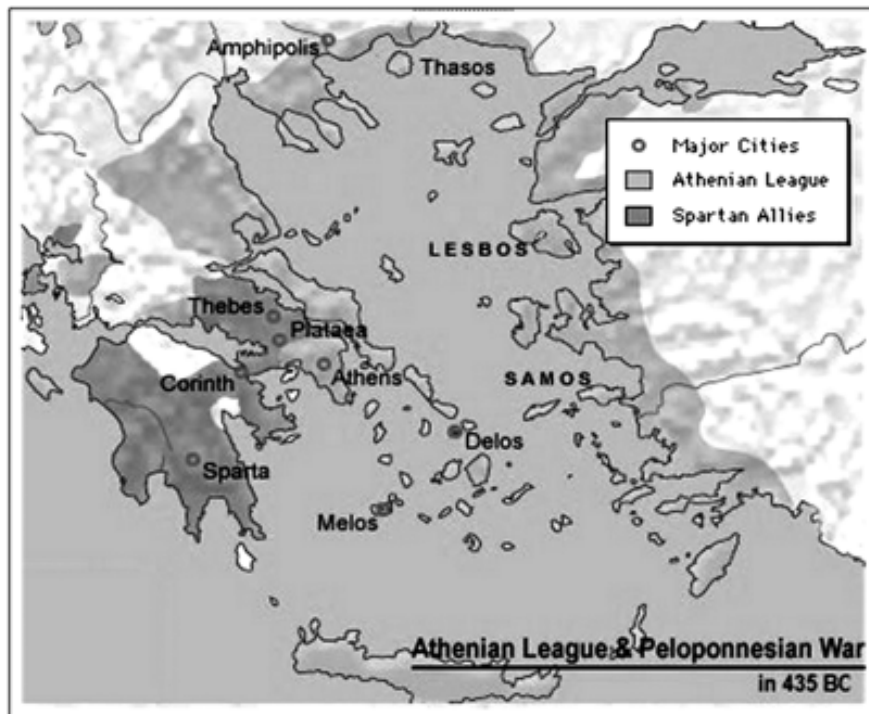 Amphipolis
Thasos
Major Cities
Athenian League
Spartan Allies
LESBOS
Thebes
Plataea
Corinth
Athens
SAMOS
Delos
Sparta
Melos
Athenian League & Peloponnesian War
in 435 BC